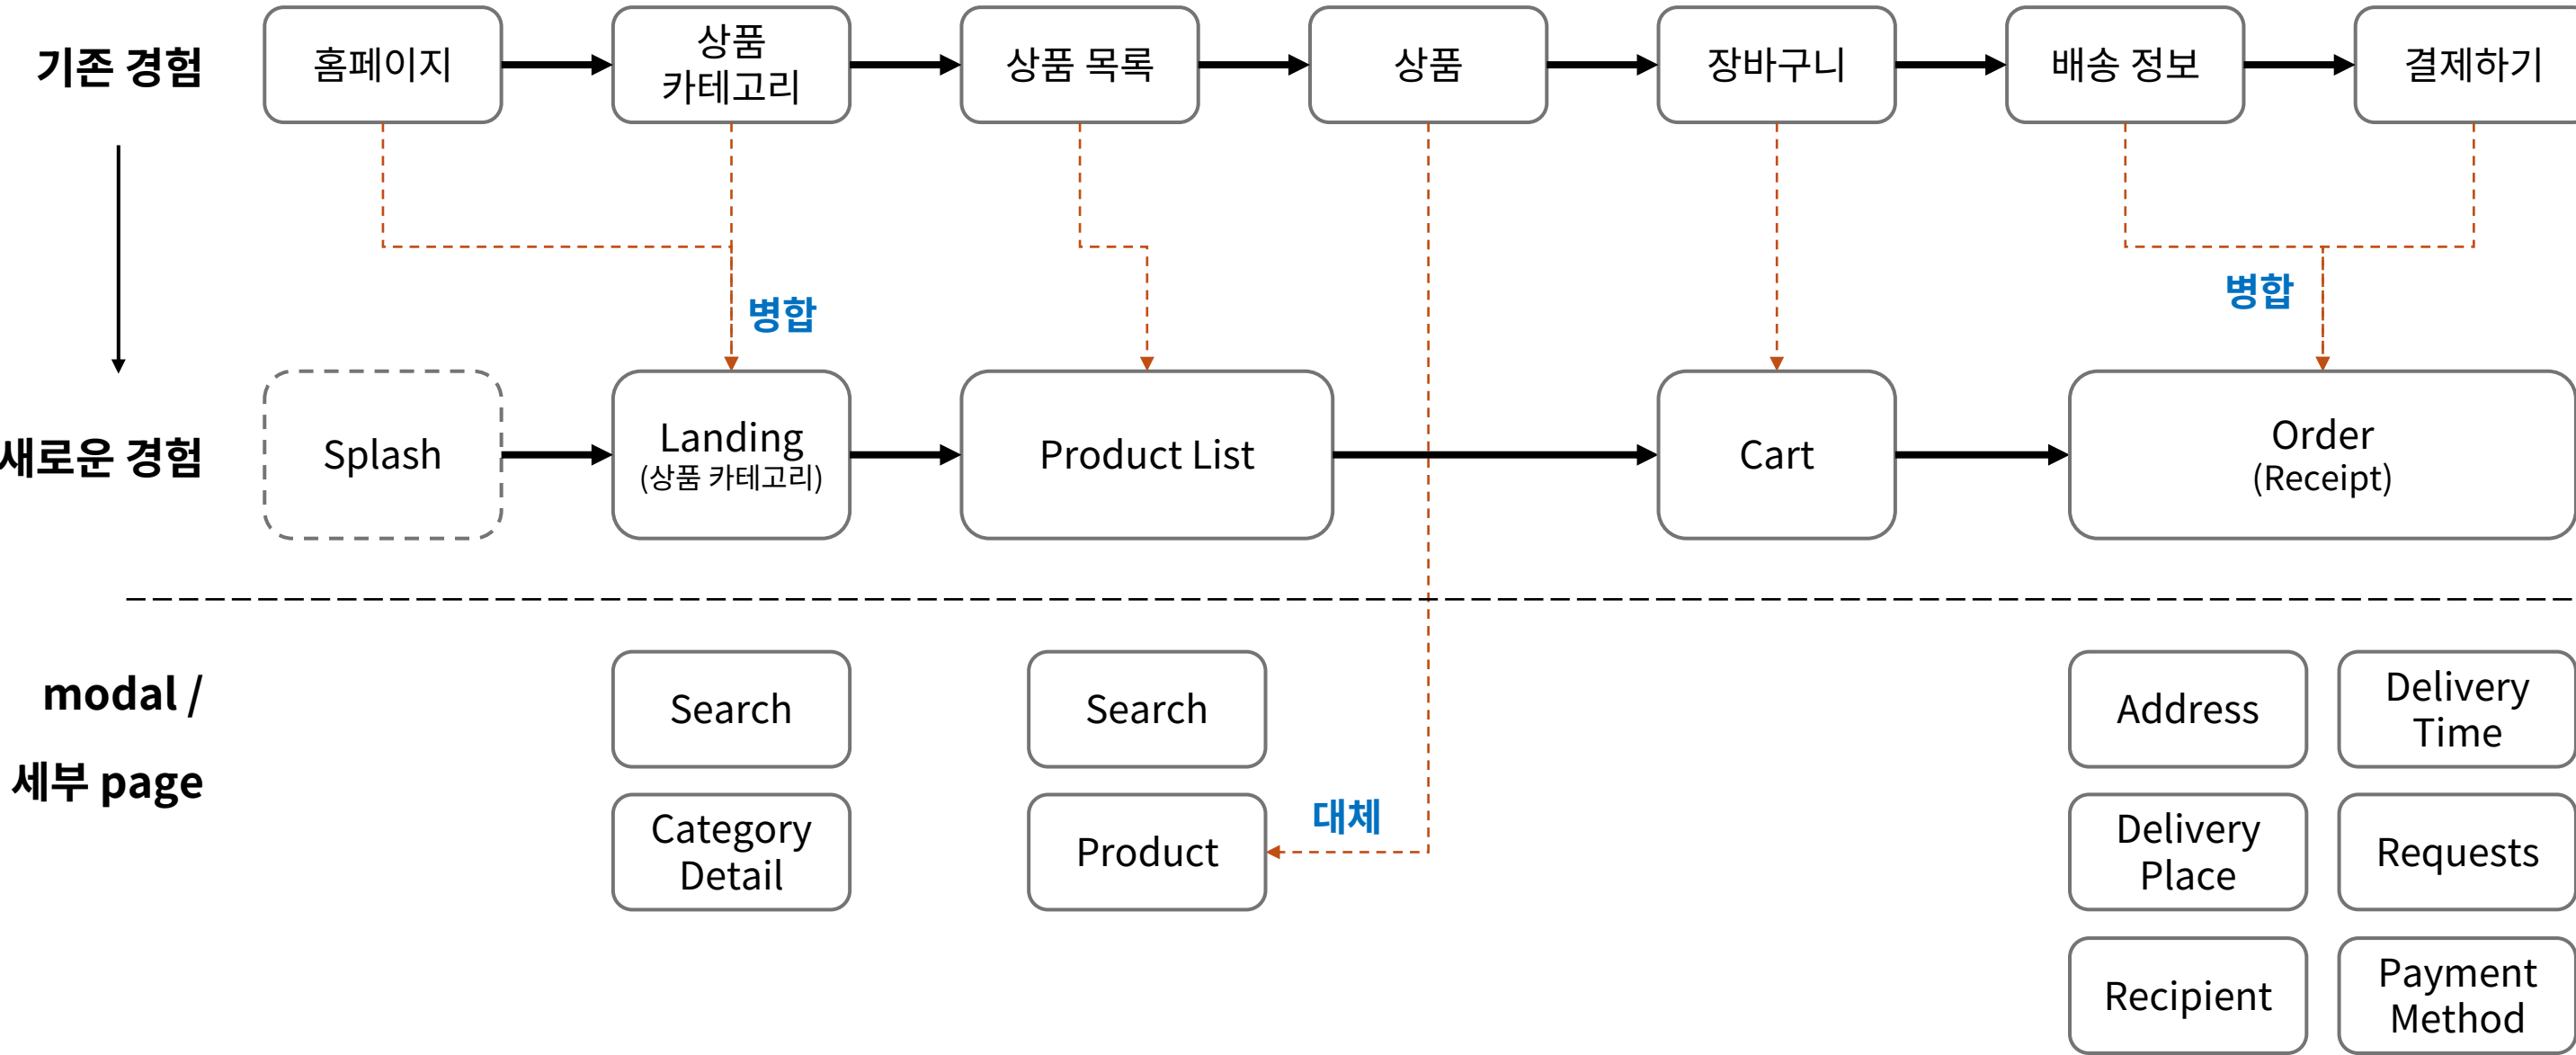 기존 경험
홈페이지
상품
카테고리
상품 목록
상품
장바구니
배송 정보
결제하기
병합
병합
새로운 경험
Splash
Landing
(상품 카테고리)
Product List
Cart
Order
(Receipt)
modal /
세부 page
Search
Search
Address
Delivery
Time
Category
Detail
Product
대체
Delivery
Place
Requests
Recipient
Payment
Method